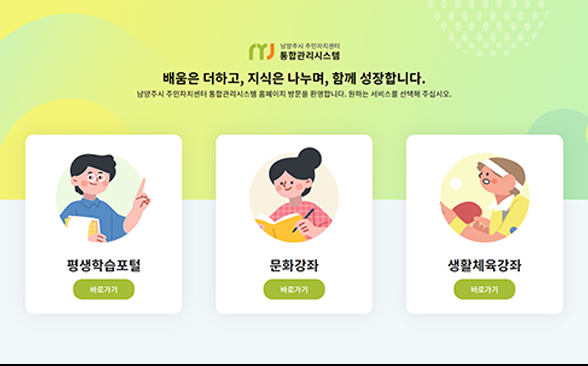 남양주시 주민자치센터
통합관리시스템
배움은 더하고, 지식은 나누며, 함께 성장합니다.
남양주시 주민자치센터 통합관리시스템 홈페이지 방문을 환영합니다. 원하는 서비스를 선택해 주십시오.
평생학습포털
바로가기
문화강좌
바로가기
생활체육강좌
바로가기